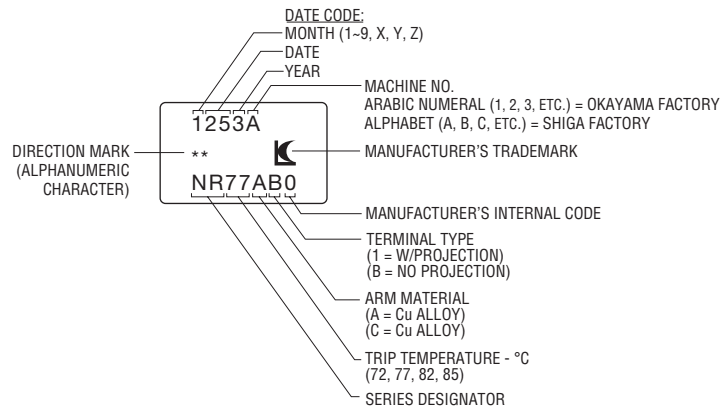 DATE CODE:
MONTH (1~9, X, Y, Z)
DATE
YEAR
MACHINE NO.
ARABIC NUMERAL (1, 2, 3, ETC.) = OKAYAMA FACTORY
ALPHABET (A, B, C, ETC.) = SHIGA FACTORY
1253A
DIRECTION MARK
(ALPHANUMERIC
CHARACTER)
**
K
MANUFACTURER'S TRADEMARK
NR77AB0
MANUFACTURER'S INTERNAL CODE
TERMINAL TYPE
(1 = W/PROJECTION)
(B = NO PROJECTION)
ARM MATERIAL
(A = Cu ALLOY)
(C = Cu ALLOY)
TRIP TEMPERATURE - °C
(72, 77, 82, 85)
SERIES DESIGNATOR